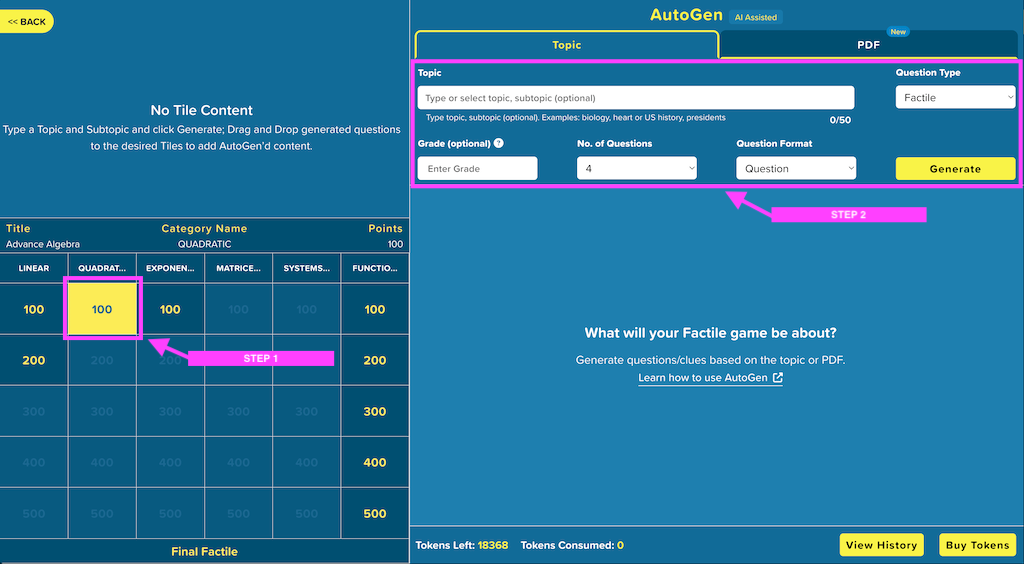 << BACK
No Tile Content
Type a Topic and Subtopic and click Generate; Drag and Drop generated questions
to the desired Tiles to add AutoGen'd content.
Title Category Name Points
Advance Algebra QUADRATIC 100
LINEAR QUADRAT... EXPONEN... MATRICE... SYSTEMS... FUNCTIO...
100 100 100 100 100 100
STEP 1
200 200 200 200 200 200
300 300 300 300 300 300
400 400 400 400 400 400
500 500 500 500 500 500
Final Factile
AutoGen AI Assisted
New
Topic PDF
Topic Question Type
Type or select topic, subtopic (optional) Factile
Type topic, subtopic (optional). Examples: biology, heart or US history, presidents 0/50
Grade (optional) ? No. of Questions Question Format
Enter Grade 4 Question Generate
STEP 2
What will your Factile game be about?
Generate questions/clues based on the topic or PDF.
Learn how to use AutoGen
Tokens Left: 18368 Tokens Consumed: 0 View History Buy Tokens